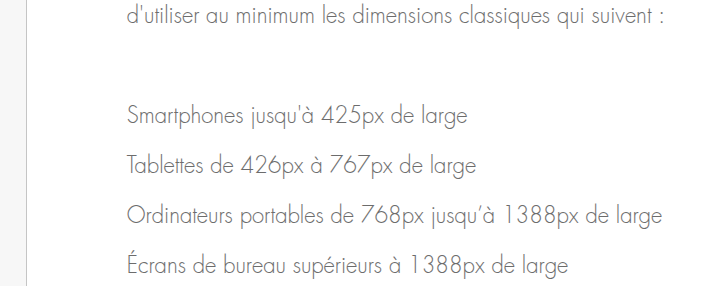 d'utiliser au minimum les dimensions classiques qui suivent :
Smartphones jusqu'à 425px de large
Tablettes de 426px à 767px de large
Ordinateurs portables de 768px jusqu’à 1388px de large
Écrans de bureau supérieurs à 1388px de large